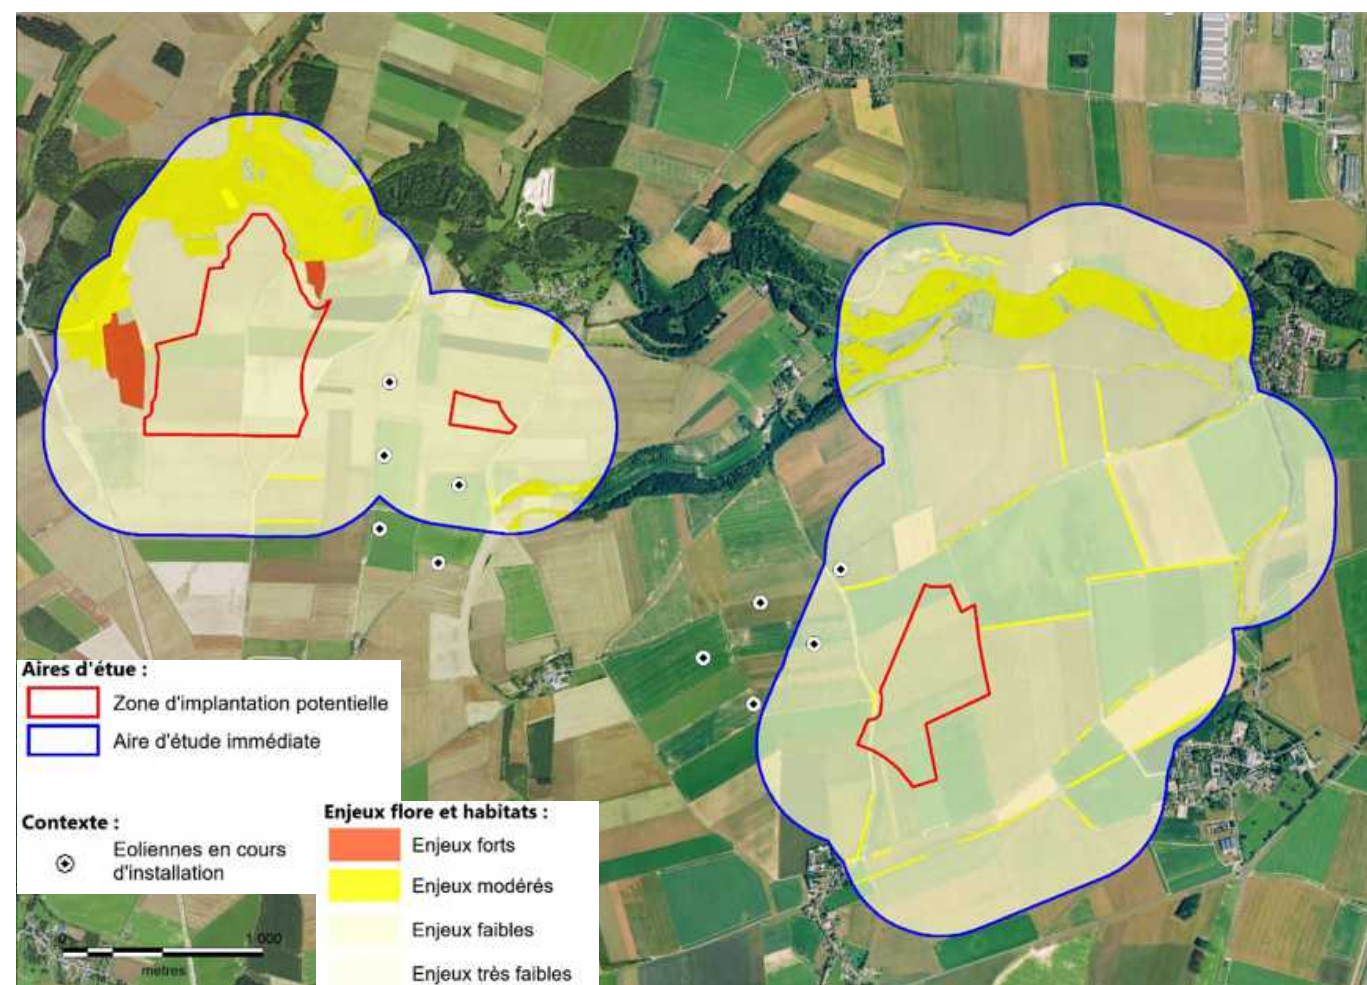 Aires d'étue :
Zone d'implantation potentielle
Aire d'étude immédiate
Contexte :
Eoliennes en cours
d'installation
Enjeux flore et habitats :
Enjeux forts
Enjeux modérés
Enjeux faibles
Enjeux très faibles
0 1 000
metres